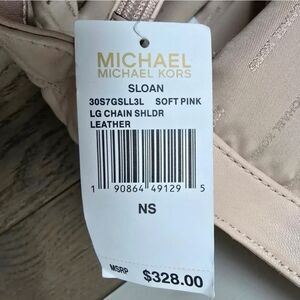 MICHAEL
MICHAEL KORS
SLOAN
30S7GSLL3L SOFT PINK
LG CHAIN SHLDR
LEATHER
1 90864 49129 5
NS
MSRP $328.00